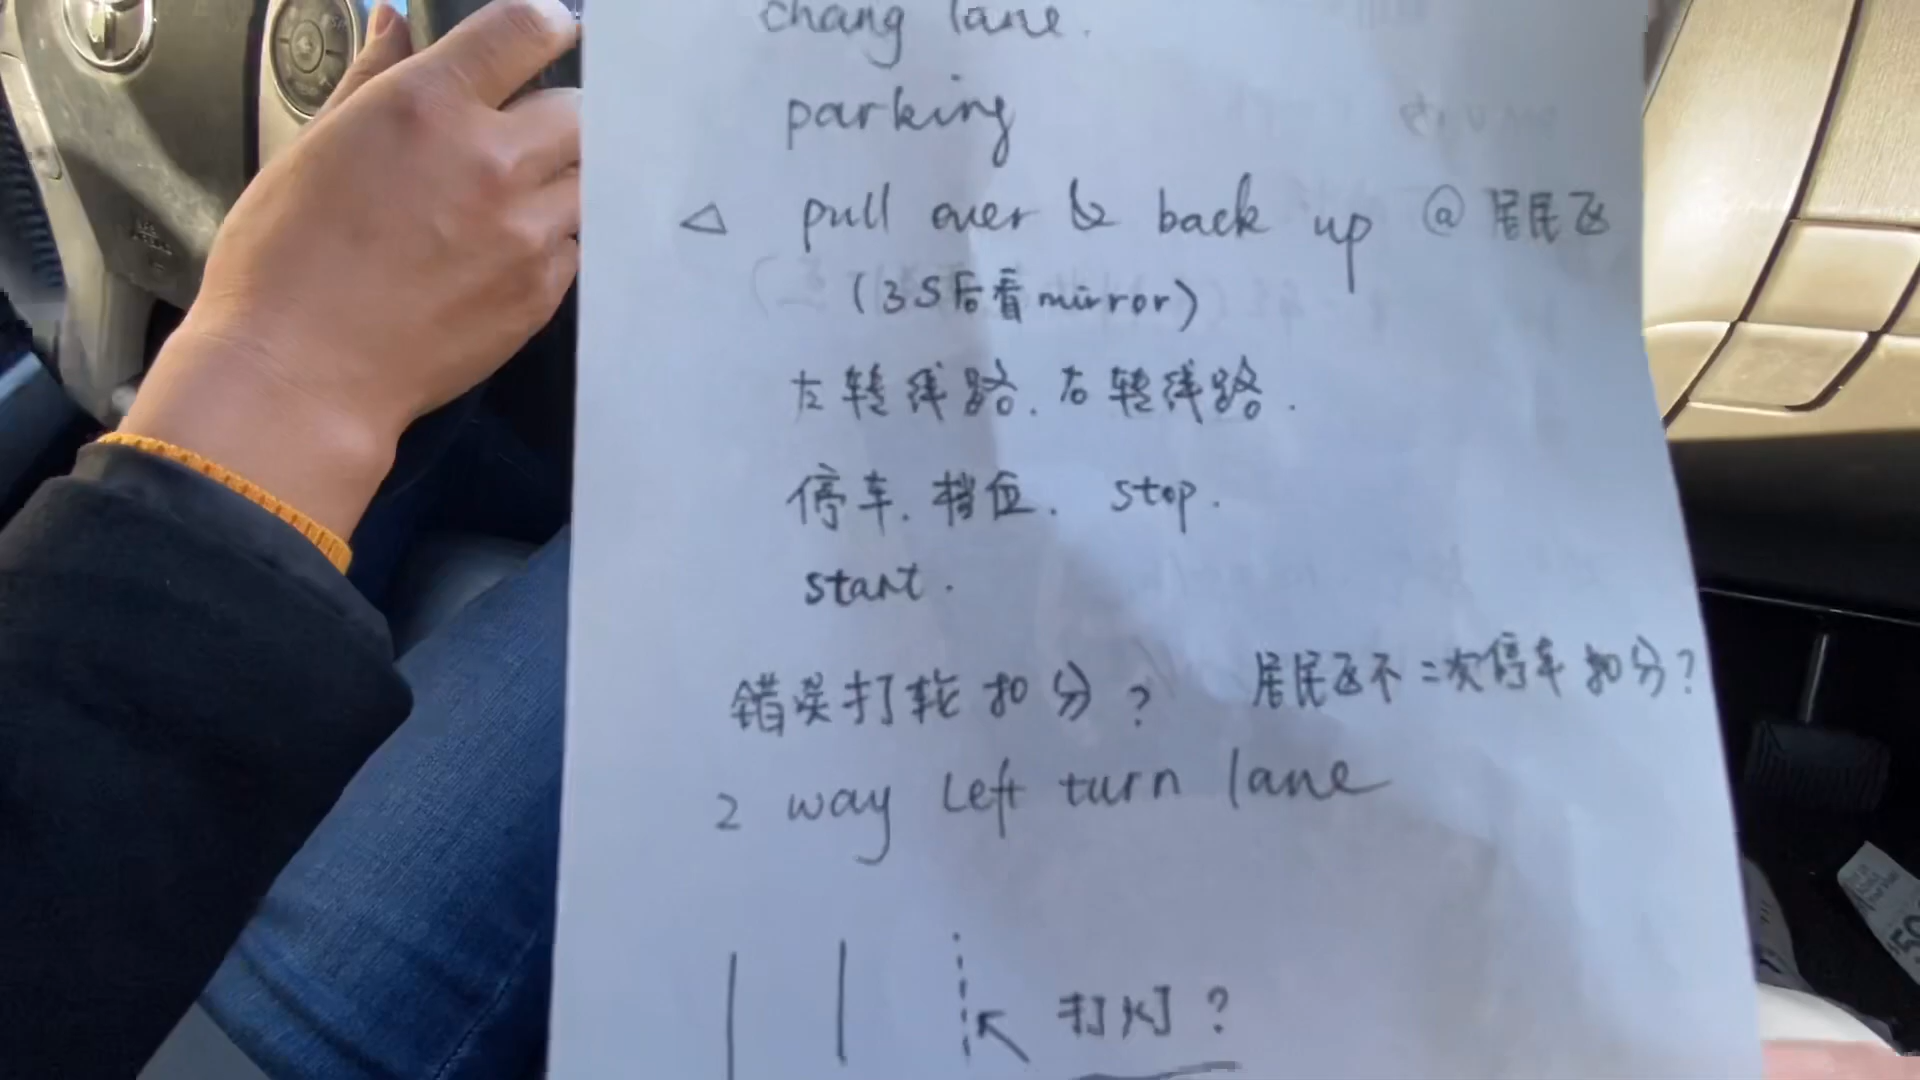 chang lane.
parking
△ pull over & back up @居民区
(3S后看mirror)
左转线路.右转线路.
停车.档位. stop.
start.
错误打轮扣分? 居民区不二次停车扣分?
2 way left turn lane
打灯?